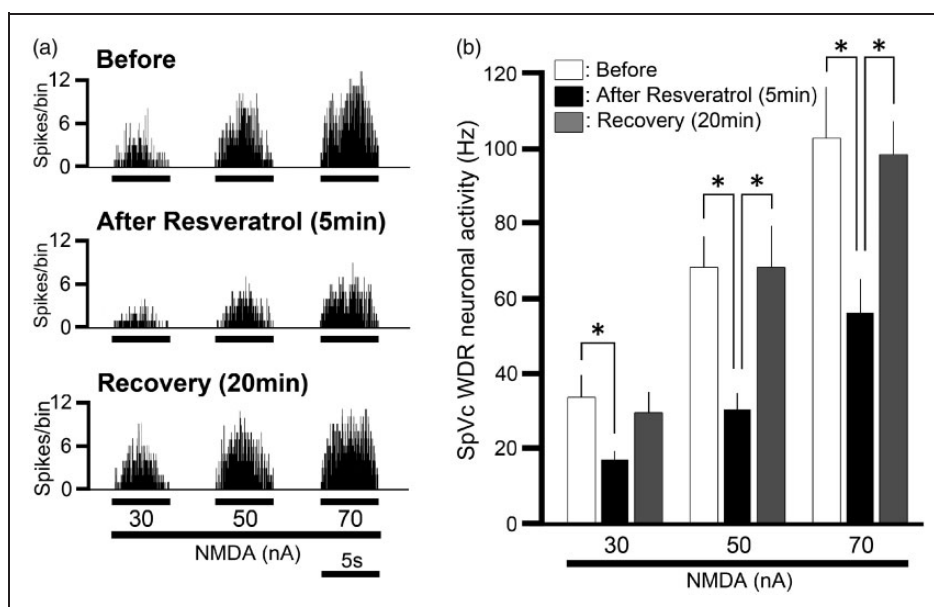 (a)
Before
12
6
0
Spikes/bin
After Resveratrol (5min)
12
6
0
Spikes/bin
Recovery (20min)
12
6
0
Spikes/bin
30 50 70
NMDA (nA)
5s
(b)
: Before
: After Resveratrol (5min)
: Recovery (20min)
* * * * *
120
100
80
60
40
20
0
SpVc WDR neuronal activity (Hz)
30 50 70
NMDA (nA)